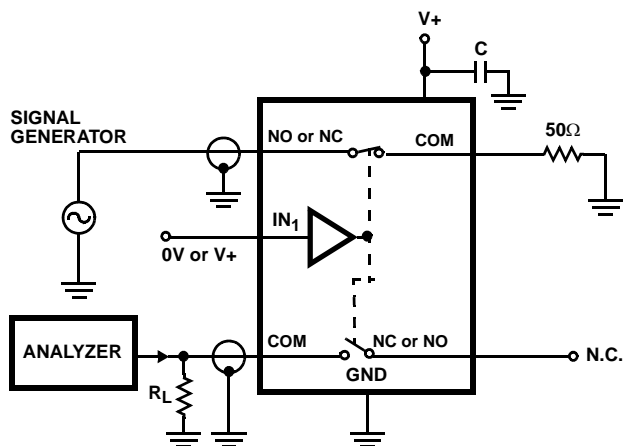 V+
C
SIGNAL
GENERATOR
NO or NC
COM
50Ω
IN1
0V or V+
ANALYZER
COM
NC or NO
N.C.
GND
RL